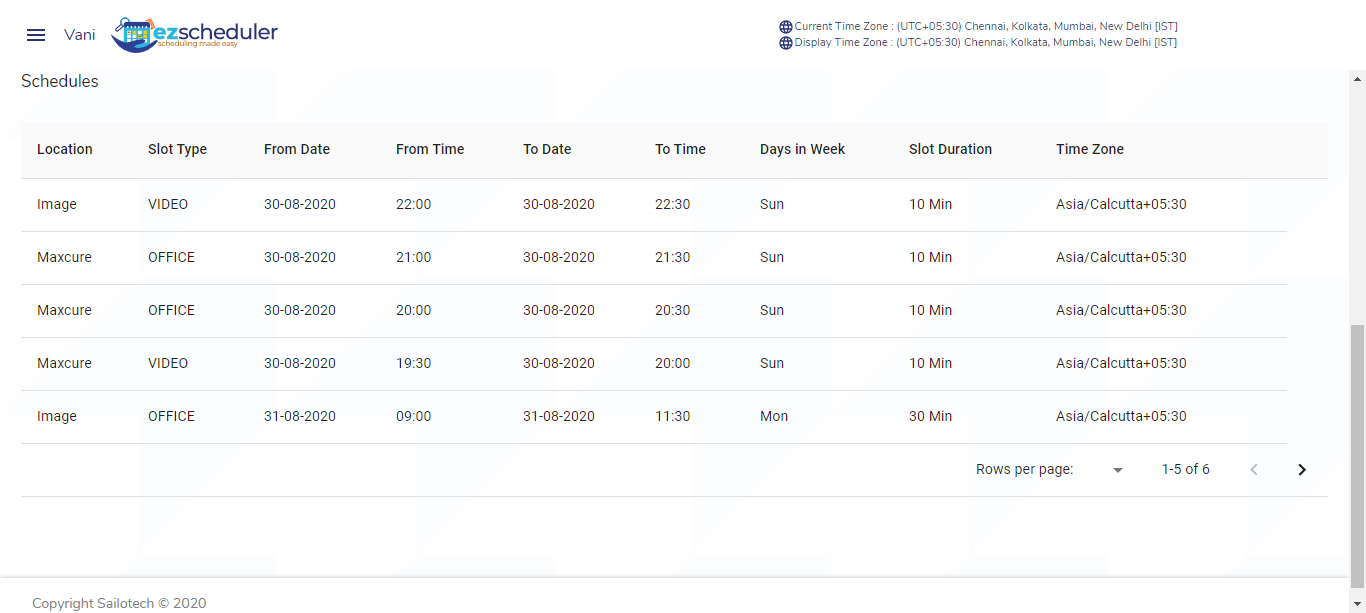 Vani
ezscheduler
scheduling made easy
Current Time Zone : (UTC+05:30) Chennai, Kolkata, Mumbai, New Delhi [IST]
Display Time Zone : (UTC+05:30) Chennai, Kolkata, Mumbai, New Delhi [IST]
Schedules
Location Slot Type From Date From Time To Date To Time Days in Week Slot Duration Time Zone
Image VIDEO 30-08-2020 22:00 30-08-2020 22:30 Sun 10 Min Asia/Calcutta+05:30
Maxcure OFFICE 30-08-2020 21:00 30-08-2020 21:30 Sun 10 Min Asia/Calcutta+05:30
Maxcure OFFICE 30-08-2020 20:00 30-08-2020 20:30 Sun 10 Min Asia/Calcutta+05:30
Maxcure VIDEO 30-08-2020 19:30 30-08-2020 20:00 Sun 10 Min Asia/Calcutta+05:30
Image OFFICE 31-08-2020 09:00 31-08-2020 11:30 Mon 30 Min Asia/Calcutta+05:30
Rows per page: 1-5 of 6
Copyright Sailotech © 2020